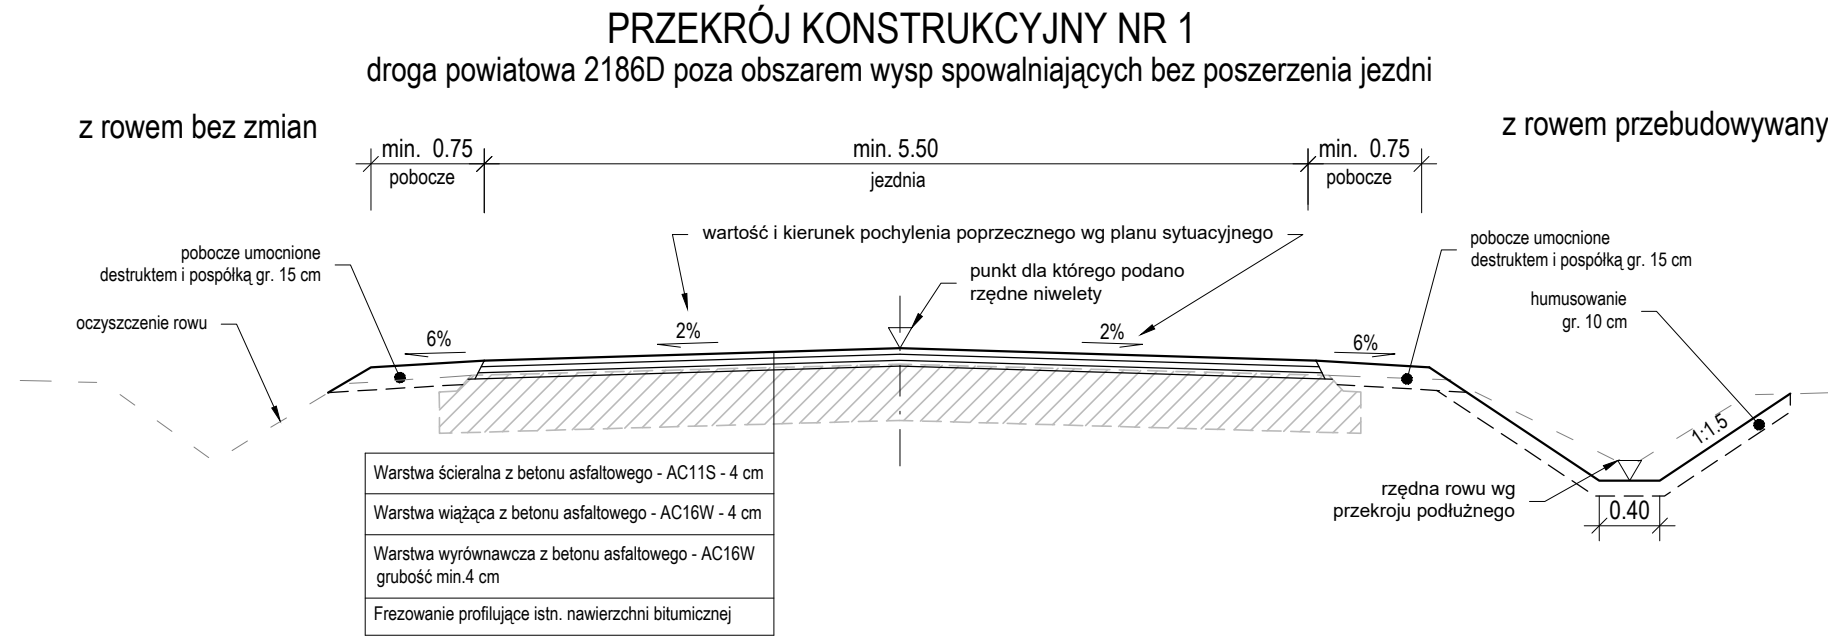 PRZEKRÓJ KONSTRUKCYJNY NR 1
droga powiatowa 2186D poza obszarem wysp spowalniających bez poszerzenia jezdni
z rowem bez zmian
z rowem przebudowywany
min. 0.75
pobocze
min. 5.50
jezdnia
min. 0.75
pobocze
wartość i kierunek pochylenia poprzecznego wg planu sytuacyjnego
pobocze umocnione
destruktem i pospółką gr. 15 cm
punkt dla którego podano
rzędne niwelety
pobocze umocnione
destruktem i pospółką gr. 15 cm
oczyszczenie rowu
humusowanie
gr. 10 cm
6%
2%
2%
6%
1:1.5
Warstwa ścieralna z betonu asfaltowego - AC11S - 4 cm
Warstwa wiążąca z betonu asfaltowego - AC16W - 4 cm
Warstwa wyrównawcza z betonu asfaltowego - AC16W
grubość min.4 cm
Frezowanie profilujące istn. nawierzchni bitumicznej
rzędna rowu wg
przekroju podłużnego
0.40